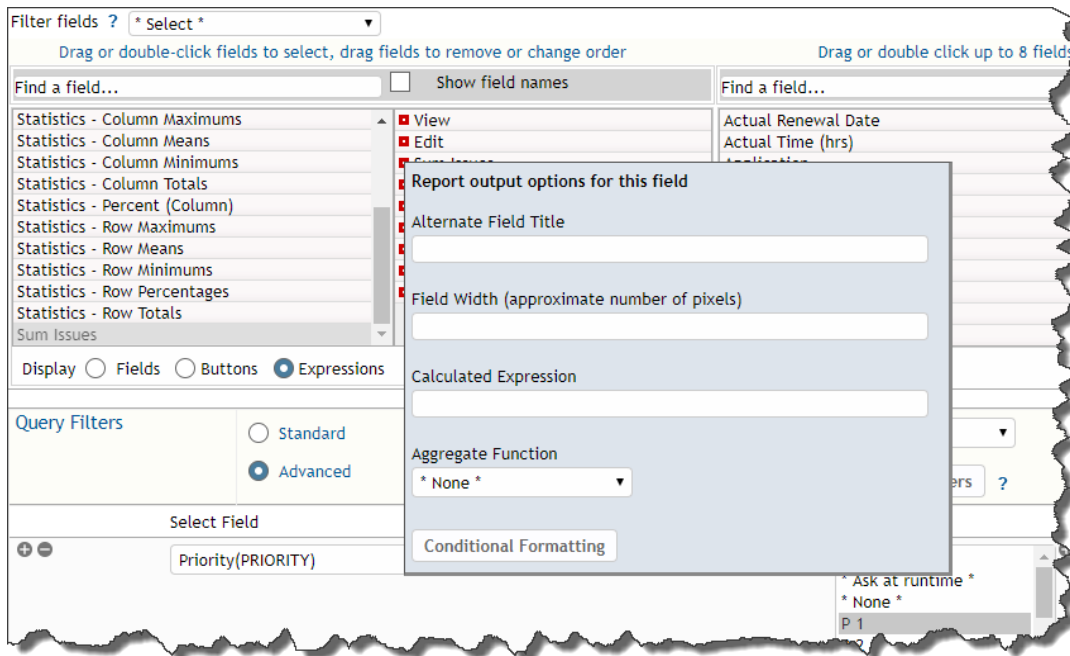 Filter fields ? * Select *
Drag or double-click fields to select, drag fields to remove or change order
Drag or double click up to 8 fields
Find a field...
Show field names
Find a field...
Statistics - Column Maximums
Statistics - Column Means
Statistics - Column Minimums
Statistics - Column Totals
Statistics - Percent (Column)
Statistics - Row Maximums
Statistics - Row Means
Statistics - Row Minimums
Statistics - Row Percentages
Statistics - Row Totals
Sum Issues
View
Edit
Sum Issues
Actual Renewal Date
Actual Time (hrs)
Application
Report output options for this field
Alternate Field Title
Field Width (approximate number of pixels)
Calculated Expression
Aggregate Function
* None *
Conditional Formatting
Display Fields Buttons Expressions
Query Filters
Standard
Advanced
ers ?
Select Field
Priority(PRIORITY)
* Ask at runtime *
* None *
P 1